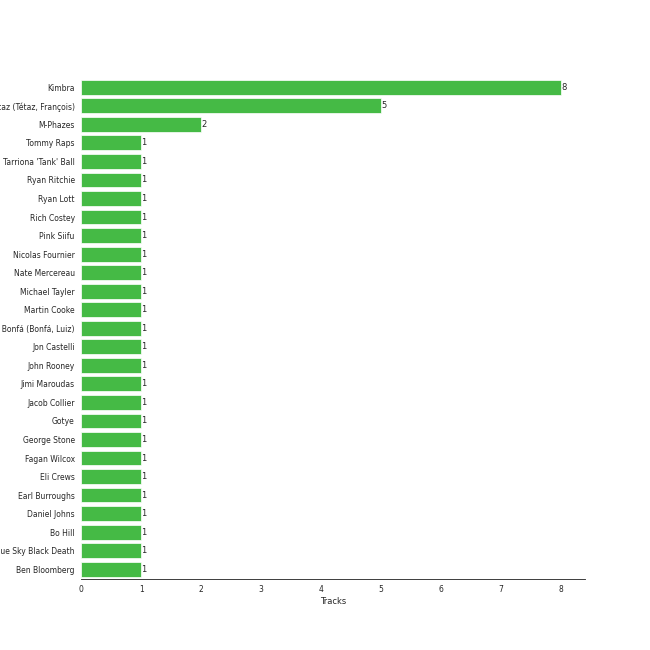 Kimbra 8
(Tétaz, François) 5
M-Phazes 2
Tommy Raps 1
Tarriona 'Tank' Ball 1
Ryan Ritchie 1
Ryan Lott 1
Rich Costey 1
Pink Siifu 1
Nicolas Fournier 1
Nate Mercereau 1
Michael Tayler 1
Martin Cooke 1
Bonfá (Bonfá, Luiz) 1
Jon Castelli 1
John Rooney 1
Jimi Maroudas 1
Jacob Collier 1
Gotye 1
George Stone 1
Fagan Wilcox 1
Eli Crews 1
Earl Burroughs 1
Daniel Johns 1
Bo Hill 1
ue Sky Black Death 1
Ben Bloomberg 1
0 1 2 3 4 5 6 7 8
Tracks